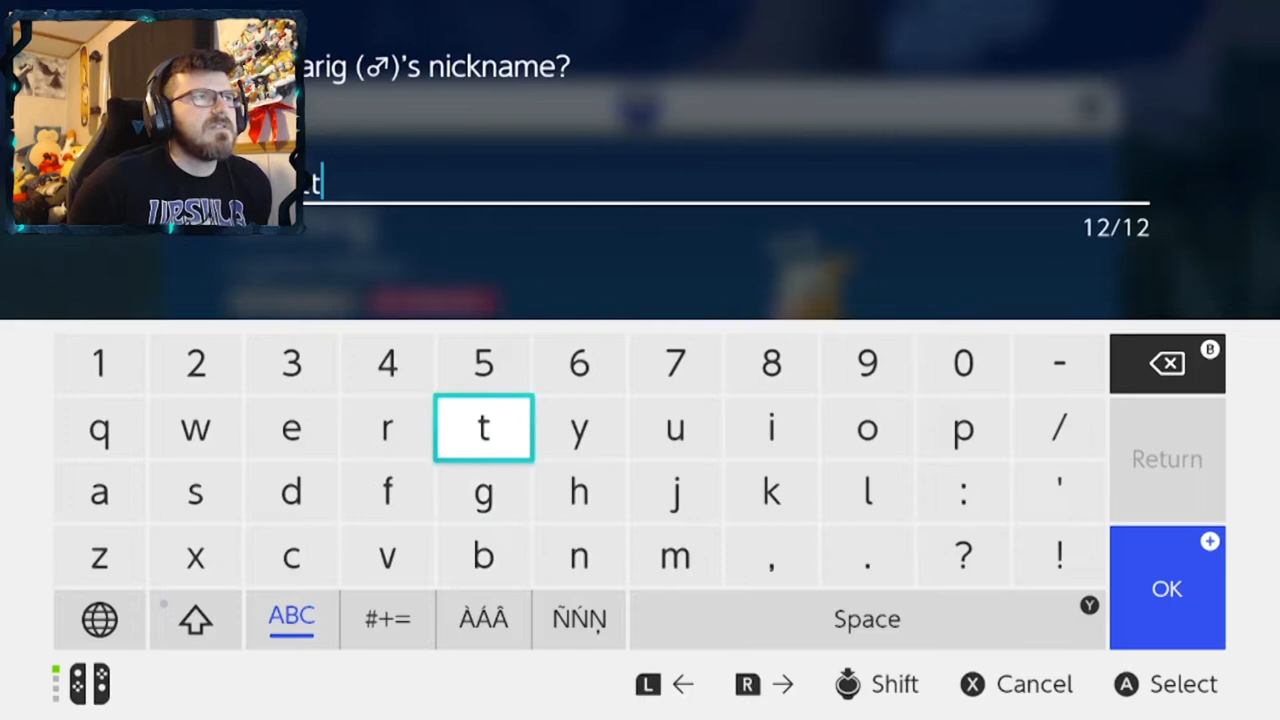 arig (♂)'s nickname?
t
12/12
1 2 3 4 5 6 7 8 9 0 -
q w e r t y u i o p /
a s d f g h j k l : '
z x c v b n m , . ? !
B
Return
+
OK
ABC #+= ÀÁÂ ÑŃŅ Space Y
L ← R → Shift X Cancel A Select